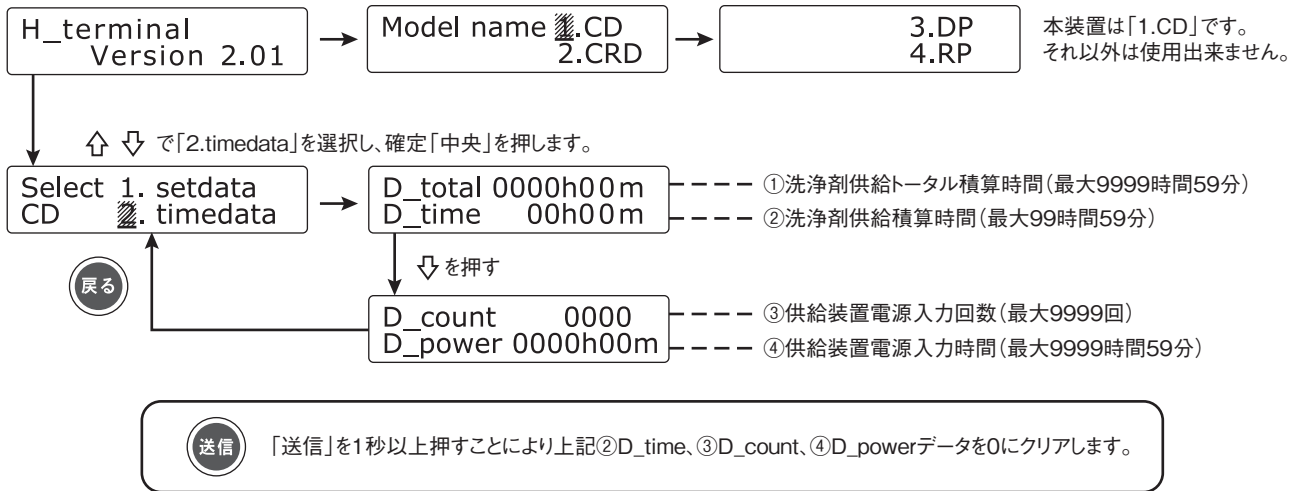 H_terminal
Version 2.01
Model name 1.CD
2.CRD
3.DP
4.RP
本装置は「1.CD」です。
それ以外は使用出来ません。
で「2.timedata」を選択し、確定「中央」を押します。
Select 1. setdata
CD 2. timedata
D_total 0000h00m
D_time 00h00m
①洗浄剤供給トータル積算時間(最大9999時間59分)
②洗浄剤供給積算時間(最大99時間59分)
を押す
戻る
D_count 0000
D_power 0000h00m
③供給装置電源入力回数(最大9999回)
④供給装置電源入力時間(最大9999時間59分)
送信
「送信」を1秒以上押すことにより上記②D_time、③D_count、④D_powerデータを0にクリアします。